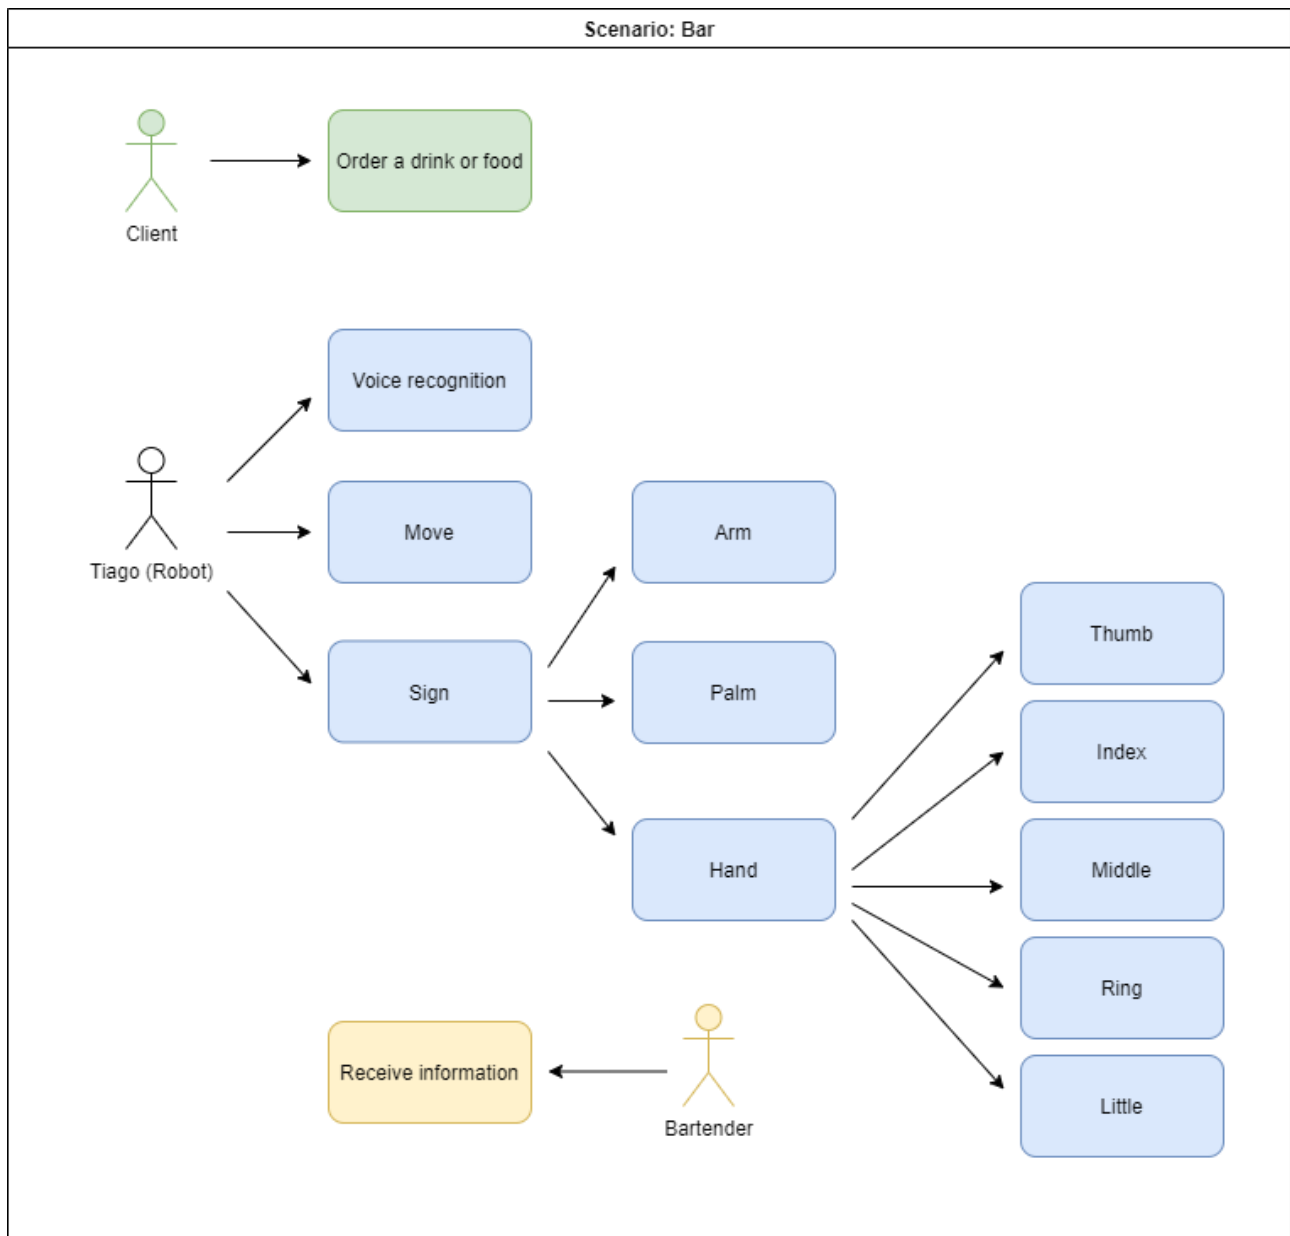 Scenario: Bar
Order a drink or food
Client
Voice recognition
Move
Arm
Tiago (Robot)
Thumb
Sign
Palm
Index
Hand
Middle
Ring
Receive information
Little
Bartender